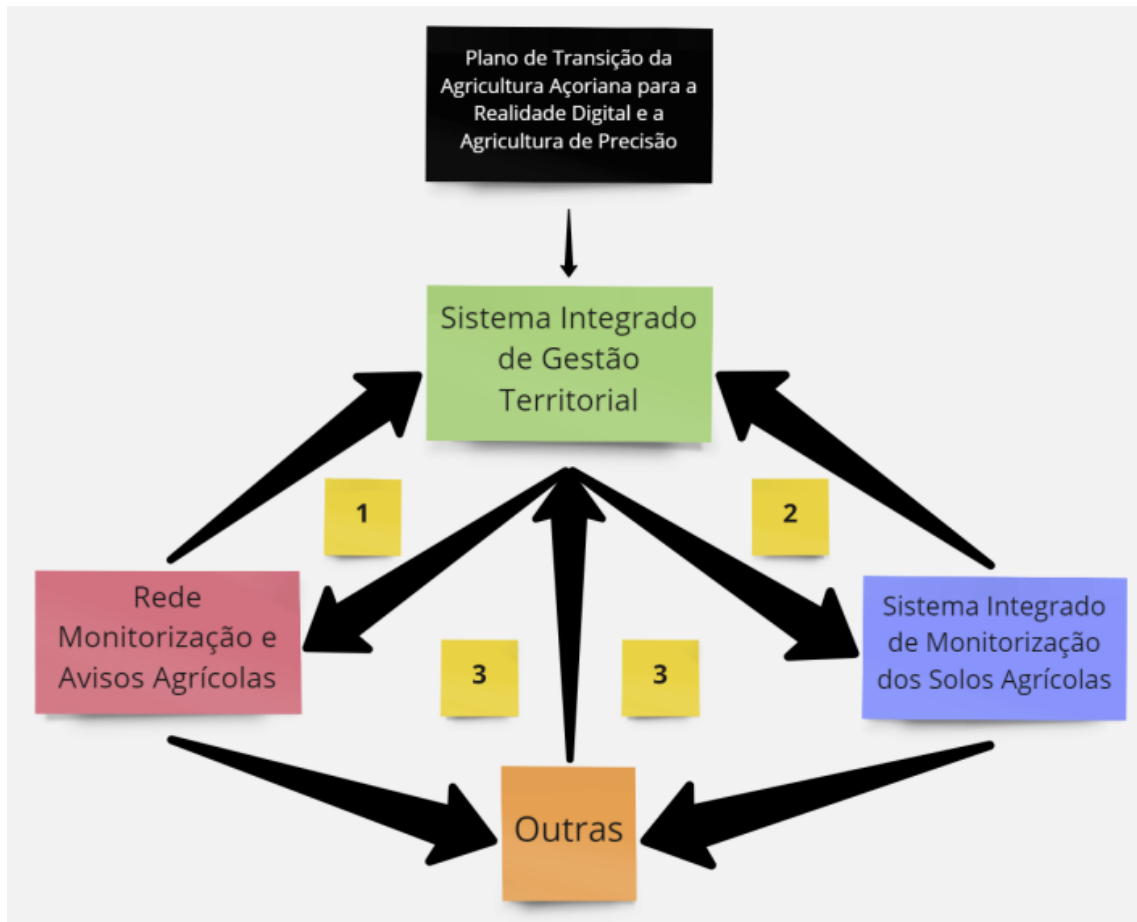 Plano de Transição da
Agricultura Açoriana para a
Realidade Digital e a
Agricultura de Precisão
Sistema Integrado
de Gestão
Territorial
1
2
Rede
Monitorização e
Avisos Agrícolas
Sistema Integrado
de Monitorização
dos Solos Agrícolas
3
3
Outras